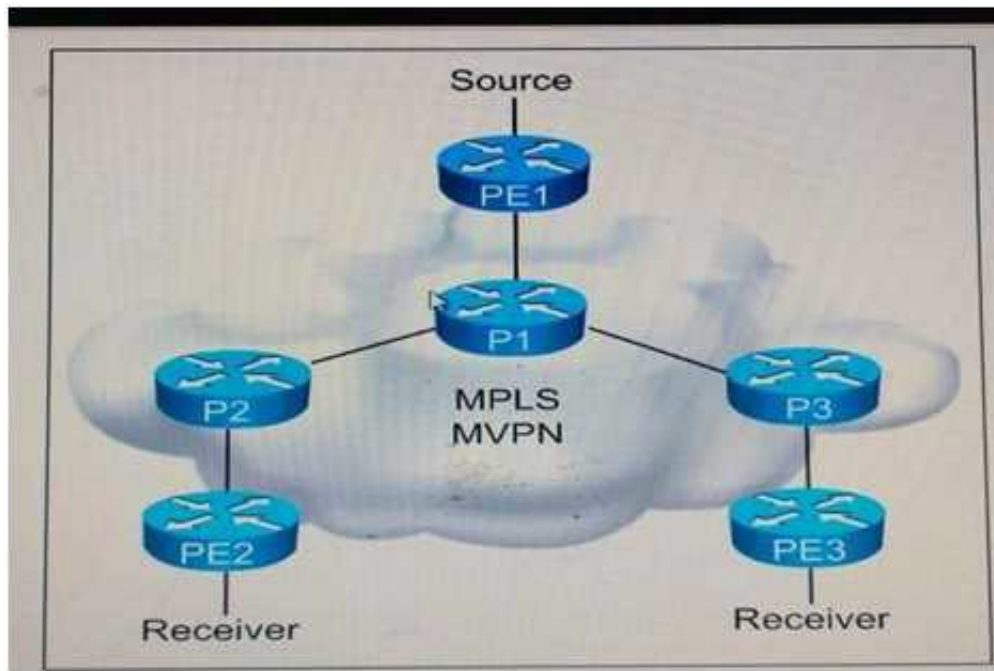 Source
PE1
P1
P2
P3
MPLS
MVPN
PE2
PE3
Receiver
Receiver